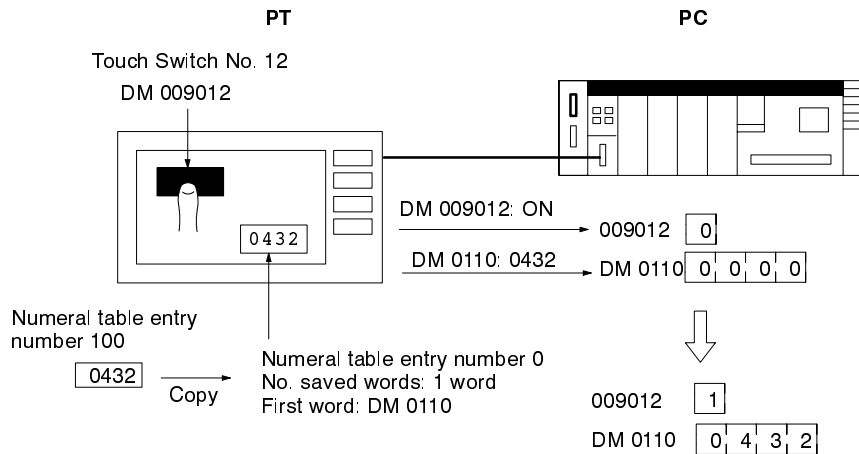 PT
PC
Touch Switch No. 12
DM 009012
0432
DM 009012: ON
009012 0
DM 0110: 0432
DM 0110 0 0 0 0
Numeral table entry
number 100
0432
Copy
Numeral table entry number 0
No. saved words: 1 word
First word: DM 0110
009012 1
DM 0110 0 4 3 2